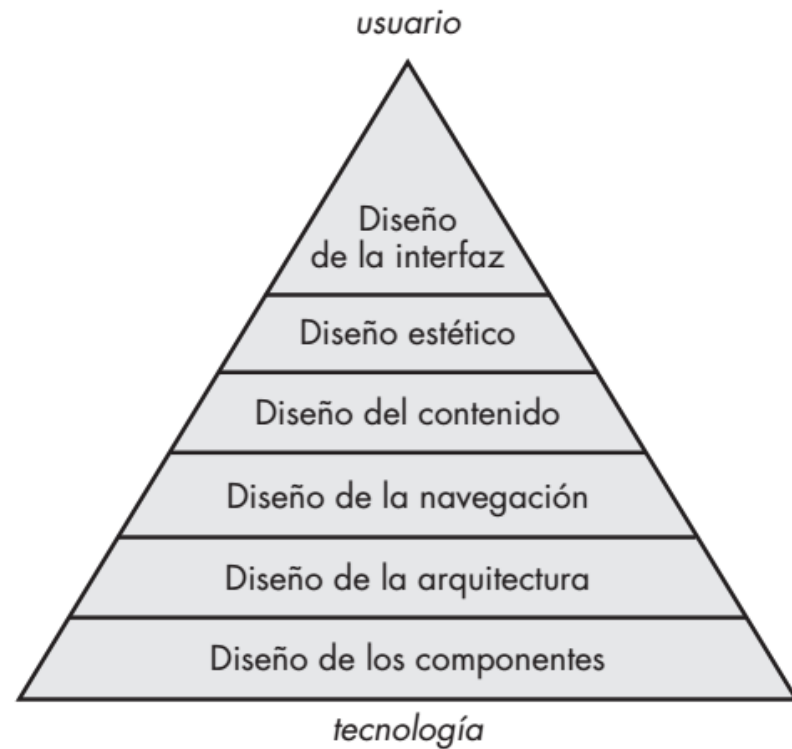 usuario
Diseño
de la interfaz
Diseño estético
Diseño del contenido
Diseño de la navegación
Diseño de la arquitectura
Diseño de los componentes
tecnología